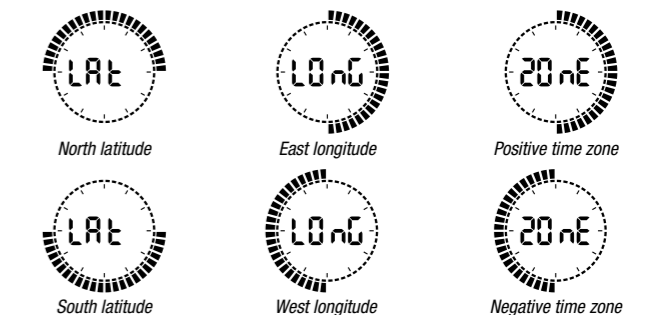 LAt LOnG ZOnE
North latitude East longitude Positive time zone
LAt LOnG ZOnE
South latitude West longitude Negative time zone